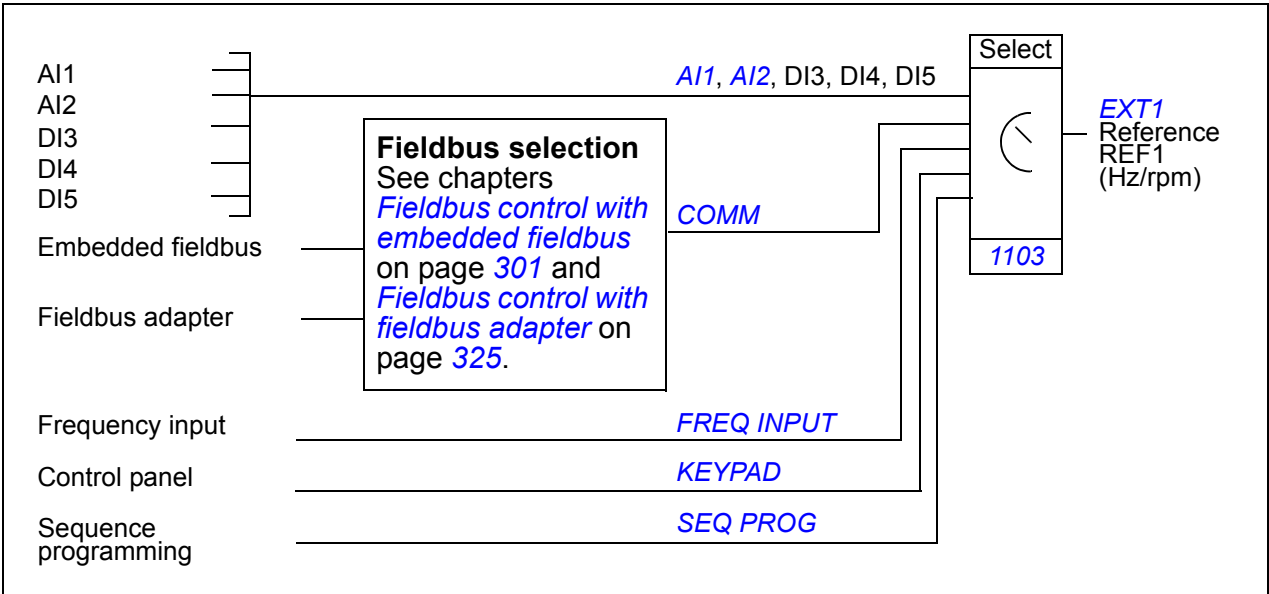 Select
AI1
AI2
DI3
DI4
DI5
AI1, AI2, DI3, DI4, DI5
EXT1
Reference
REF1
(Hz/rpm)
Fieldbus selection
See chapters
Fieldbus control with
embedded fieldbus
on page 301 and
Fieldbus control with
fieldbus adapter on
page 325.
COMM
1103
Embedded fieldbus
Fieldbus adapter
Frequency input
FREQ INPUT
Control panel
KEYPAD
Sequence
programming
SEQ PROG